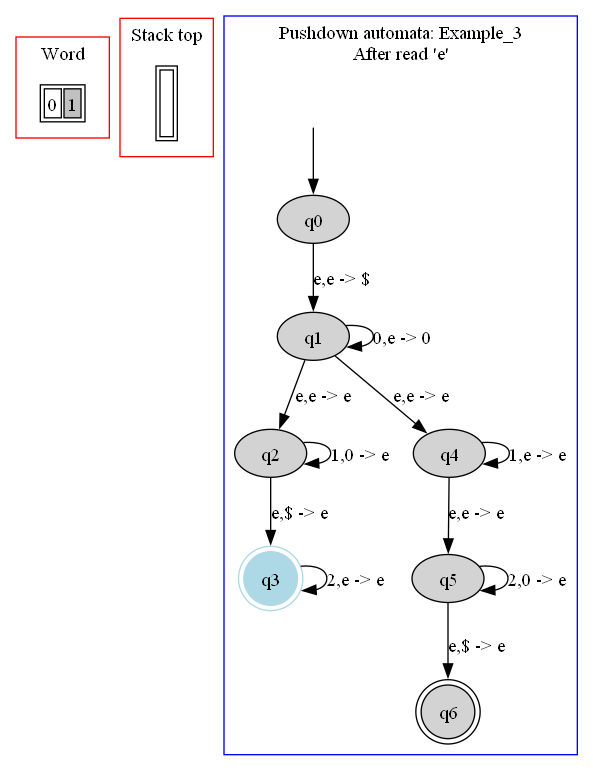 Word
0 1
Stack top
Pushdown automata: Example_3
After read 'e'
q0
e,e -> $
q1
0,e -> 0
e,e -> e
e,e -> e
q2
1,0 -> e
q4
1,e -> e
e,$ -> e
e,e -> e
q3
2,e -> e
q5
2,0 -> e
e,$ -> e
q6